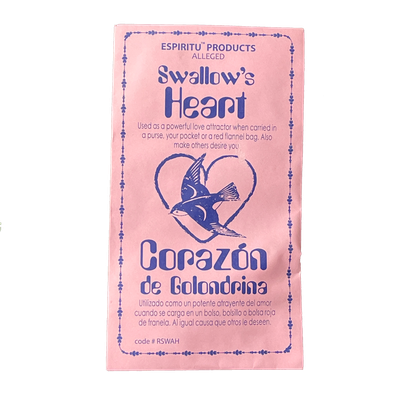 ESPIRITU™ PRODUCTS
ALLEGED
Swallow's
Heart
Used as a powerful love attractor when carried in
a purse, your pocket or a red flannel bag. Also
make others desire you
Corazón
de Golondrina
Utilizado como un potente atrayente del amor
cuando se carga en un bolso, bolsillo o bolsa roja
de franela. Al igual causa que otros le deseen.
code # RSWAH